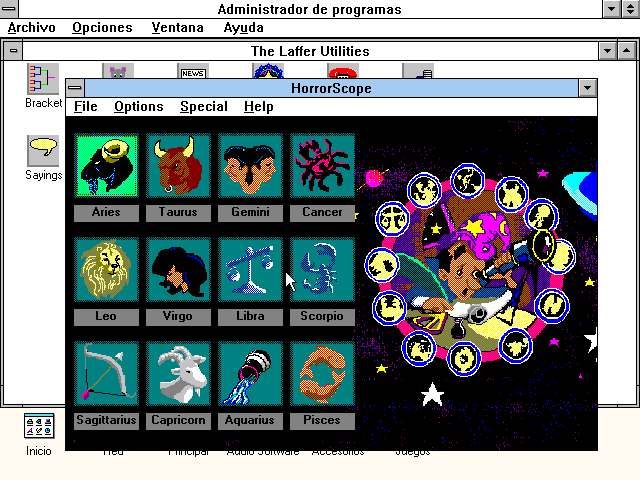 Administrador de programas
Archivo Opciones Ventana Ayuda
The Laffer Utilities
NEWS
Bracket
Sayings
HorrorScope
File Options Special Help
Aries Taurus Gemini Cancer
Leo Virgo Libra Scorpio
Sagittarius Capricorn Aquarius Pisces
Inicio Red Principal Audio Software Accesorios Juegos